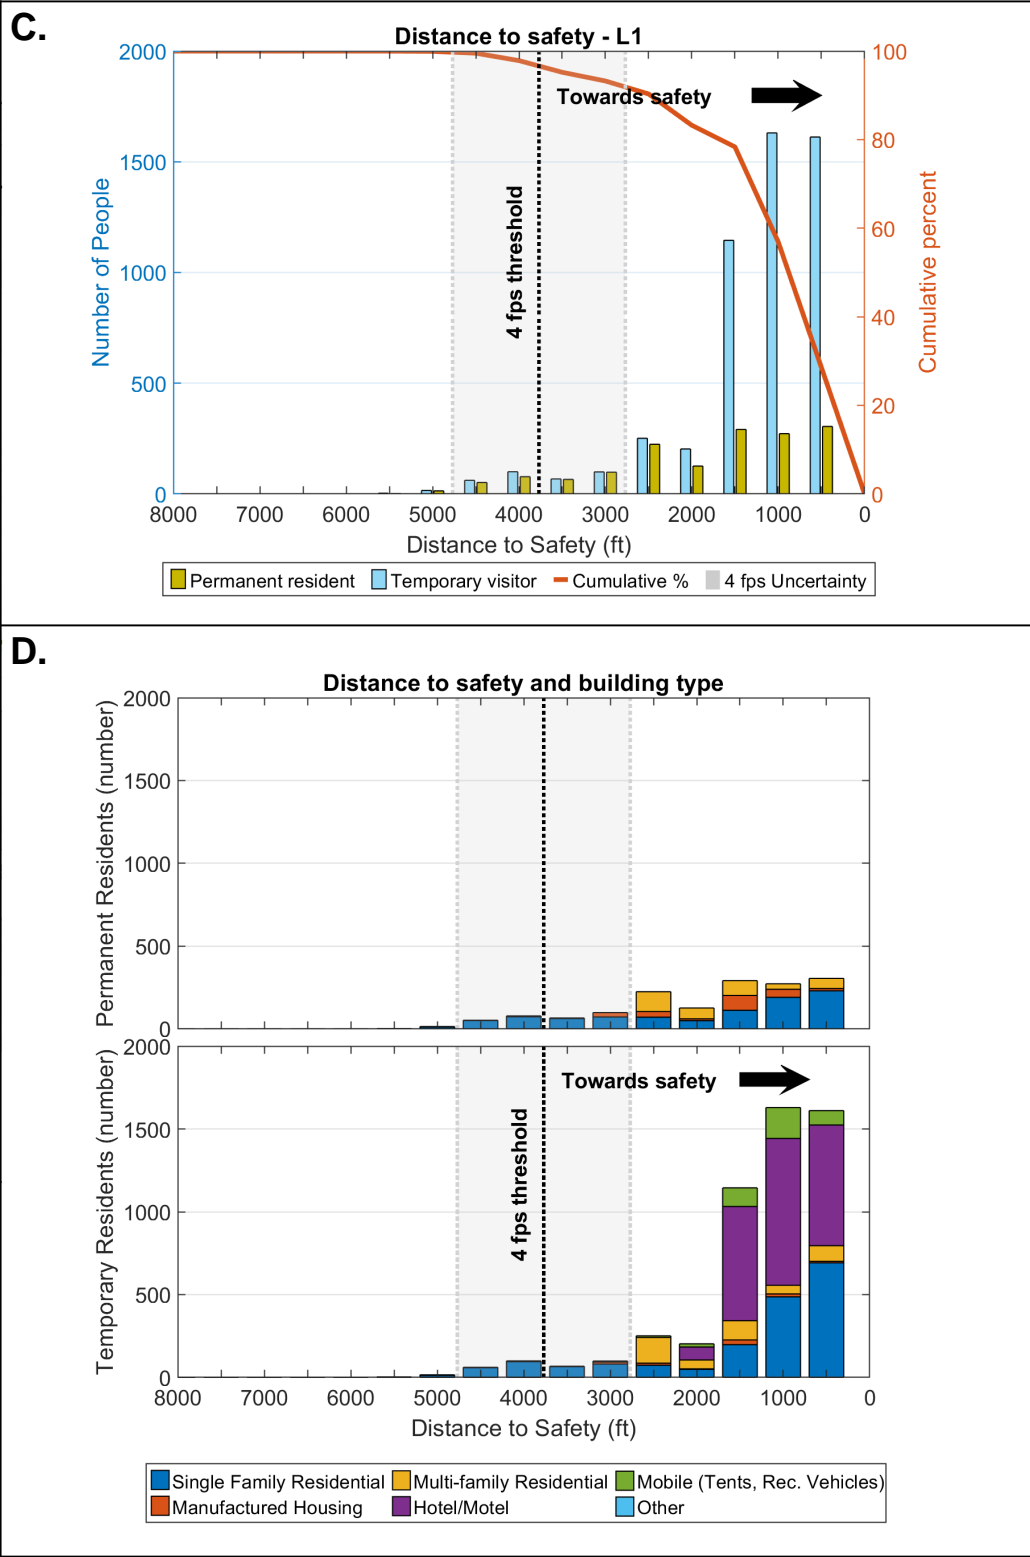 C.
Distance to safety - L1
2000
1500
1000
500
0
Number of People
100
80
60
40
20
0
Cumulative percent
Towards safety
4 fps threshold
8000 7000 6000 5000 4000 3000 2000 1000 0
Distance to Safety (ft)
Permanent resident Temporary visitor Cumulative % 4 fps Uncertainty
D.
Distance to safety and building type
2000
1500
1000
500
0
Permanent Residents (number)
2000
1500
1000
500
0
Temporary Residents (number)
Towards safety
4 fps threshold
8000 7000 6000 5000 4000 3000 2000 1000 0
Distance to Safety (ft)
Single Family Residential Multi-family Residential Mobile (Tents, Rec. Vehicles)
Manufactured Housing Hotel/Motel Other